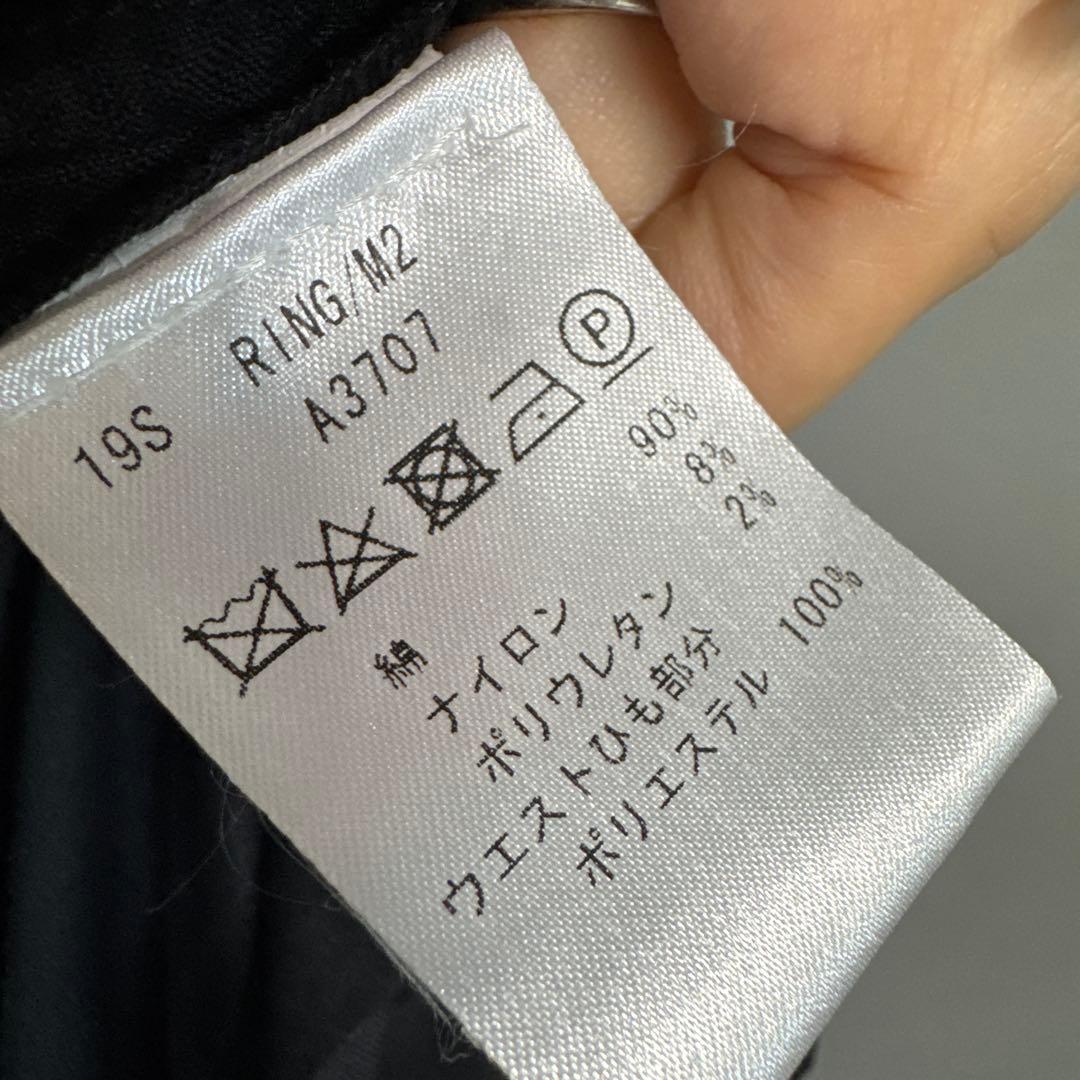 19S
RING/M2
A3707
P
綿 90%
ナイロン 8%
ポリウレタン 2%
ウエストひも部分
ポリエステル 100%